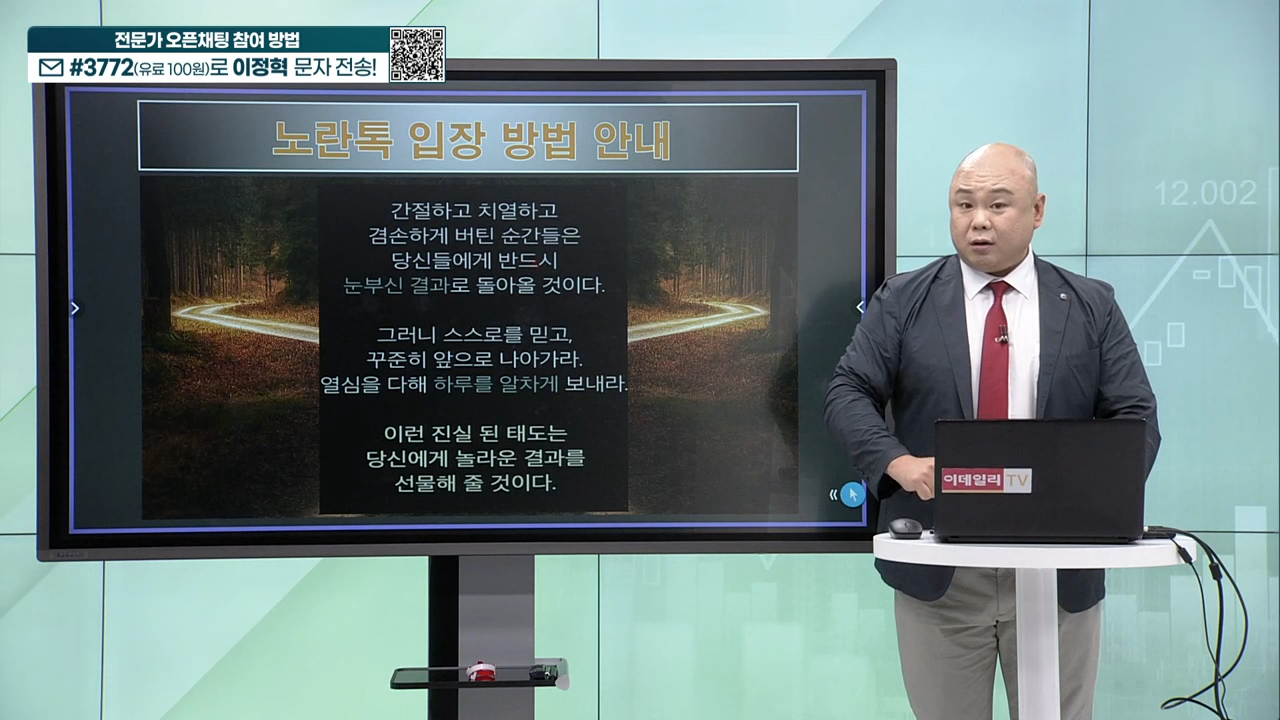 전문가 오픈채팅 참여 방법
#3772(유료 100원)로 이정혁 문자 전송!
노란톡 입장 방법 안내
간절하고 치열하고
겸손하게 버틴 순간들은
당신들에게 반드시
눈부신 결과로 돌아올 것이다.
그러니 스스로를 믿고,
꾸준히 앞으로 나아가라.
열심을 다해 하루를 알차게 보내라.
이런 진실 된 태도는
당신에게 놀라운 결과를
선물해 줄 것이다.
12.002
이데일리 TV